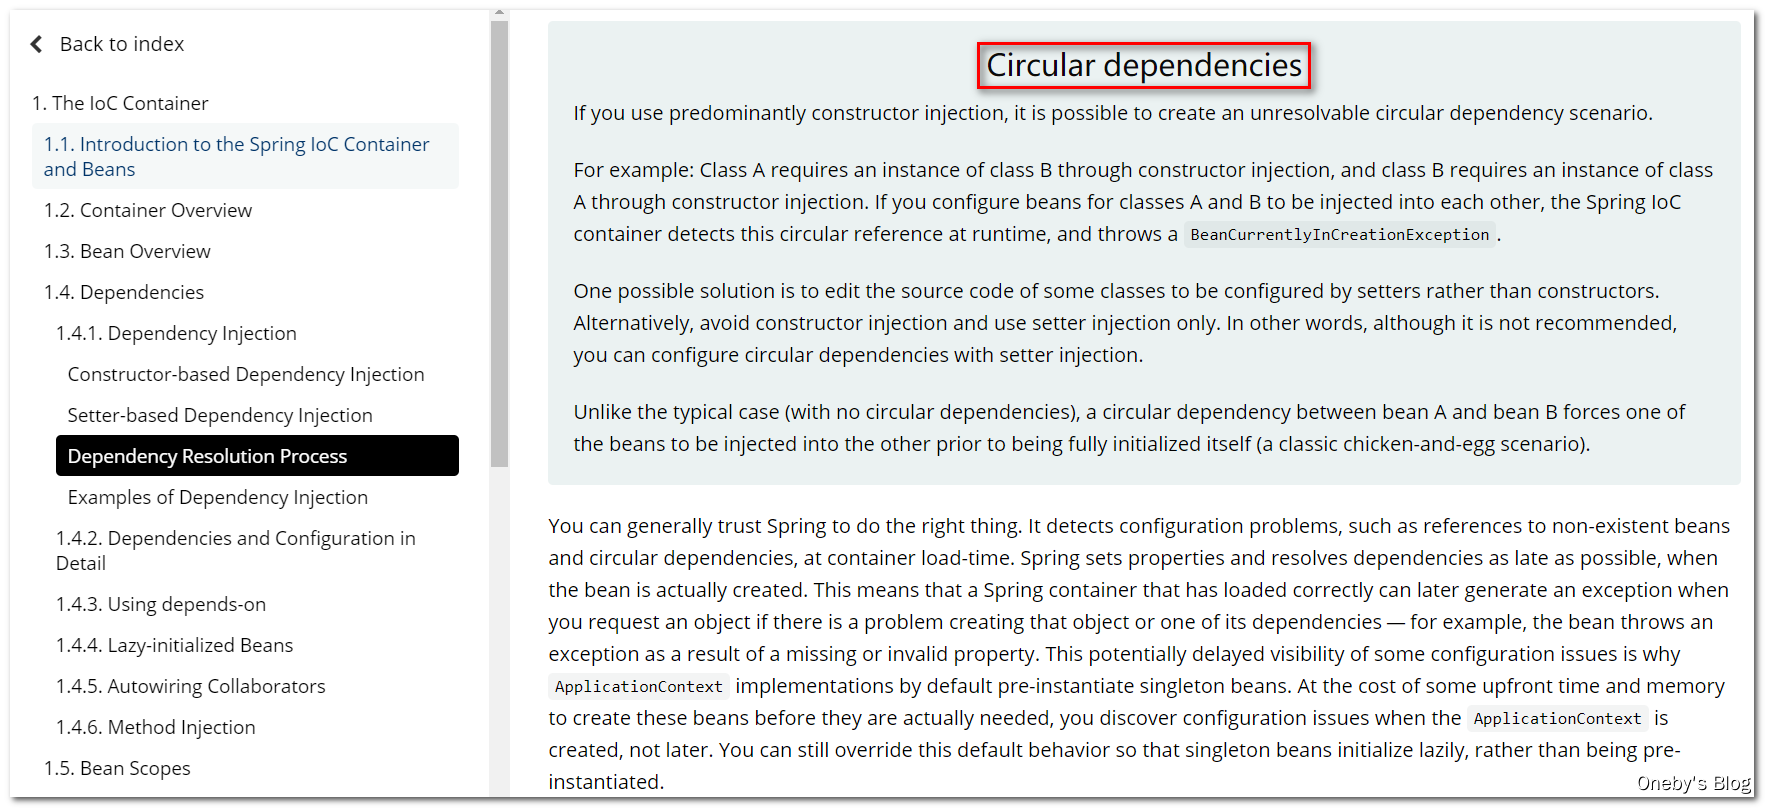 Back to index
1. The IoC Container
1.1. Introduction to the Spring IoC Container
and Beans
1.2. Container Overview
1.3. Bean Overview
1.4. Dependencies
1.4.1. Dependency Injection
Constructor-based Dependency Injection
Setter-based Dependency Injection
Dependency Resolution Process
Examples of Dependency Injection
1.4.2. Dependencies and Configuration in
Detail
1.4.3. Using depends-on
1.4.4. Lazy-initialized Beans
1.4.5. Autowiring Collaborators
1.4.6. Method Injection
1.5. Bean Scopes
Circular dependencies
If you use predominantly constructor injection, it is possible to create an unresolvable circular dependency scenario.
For example: Class A requires an instance of class B through constructor injection, and class B requires an instance of class
A through constructor injection. If you configure beans for classes A and B to be injected into each other, the Spring IoC
container detects this circular reference at runtime, and throws a BeanCurrentlyInCreationException.
One possible solution is to edit the source code of some classes to be configured by setters rather than constructors.
Alternatively, avoid constructor injection and use setter injection only. In other words, although it is not recommended,
you can configure circular dependencies with setter injection.
Unlike the typical case (with no circular dependencies), a circular dependency between bean A and bean B forces one of
the beans to be injected into the other prior to being fully initialized itself (a classic chicken-and-egg scenario).
You can generally trust Spring to do the right thing. It detects configuration problems, such as references to non-existent beans
and circular dependencies, at container load-time. Spring sets properties and resolves dependencies as late as possible, when
the bean is actually created. This means that a Spring container that has loaded correctly can later generate an exception when
you request an object if there is a problem creating that object or one of its dependencies — for example, the bean throws an
exception as a result of a missing or invalid property. This potentially delayed visibility of some configuration issues is why
ApplicationContext implementations by default pre-instantiate singleton beans. At the cost of some upfront time and memory
to create these beans before they are actually needed, you discover configuration issues when the ApplicationContext is
created, not later. You can still override this default behavior so that singleton beans initialize lazily, rather than being pre-
instantiated.
Oneby's Blog